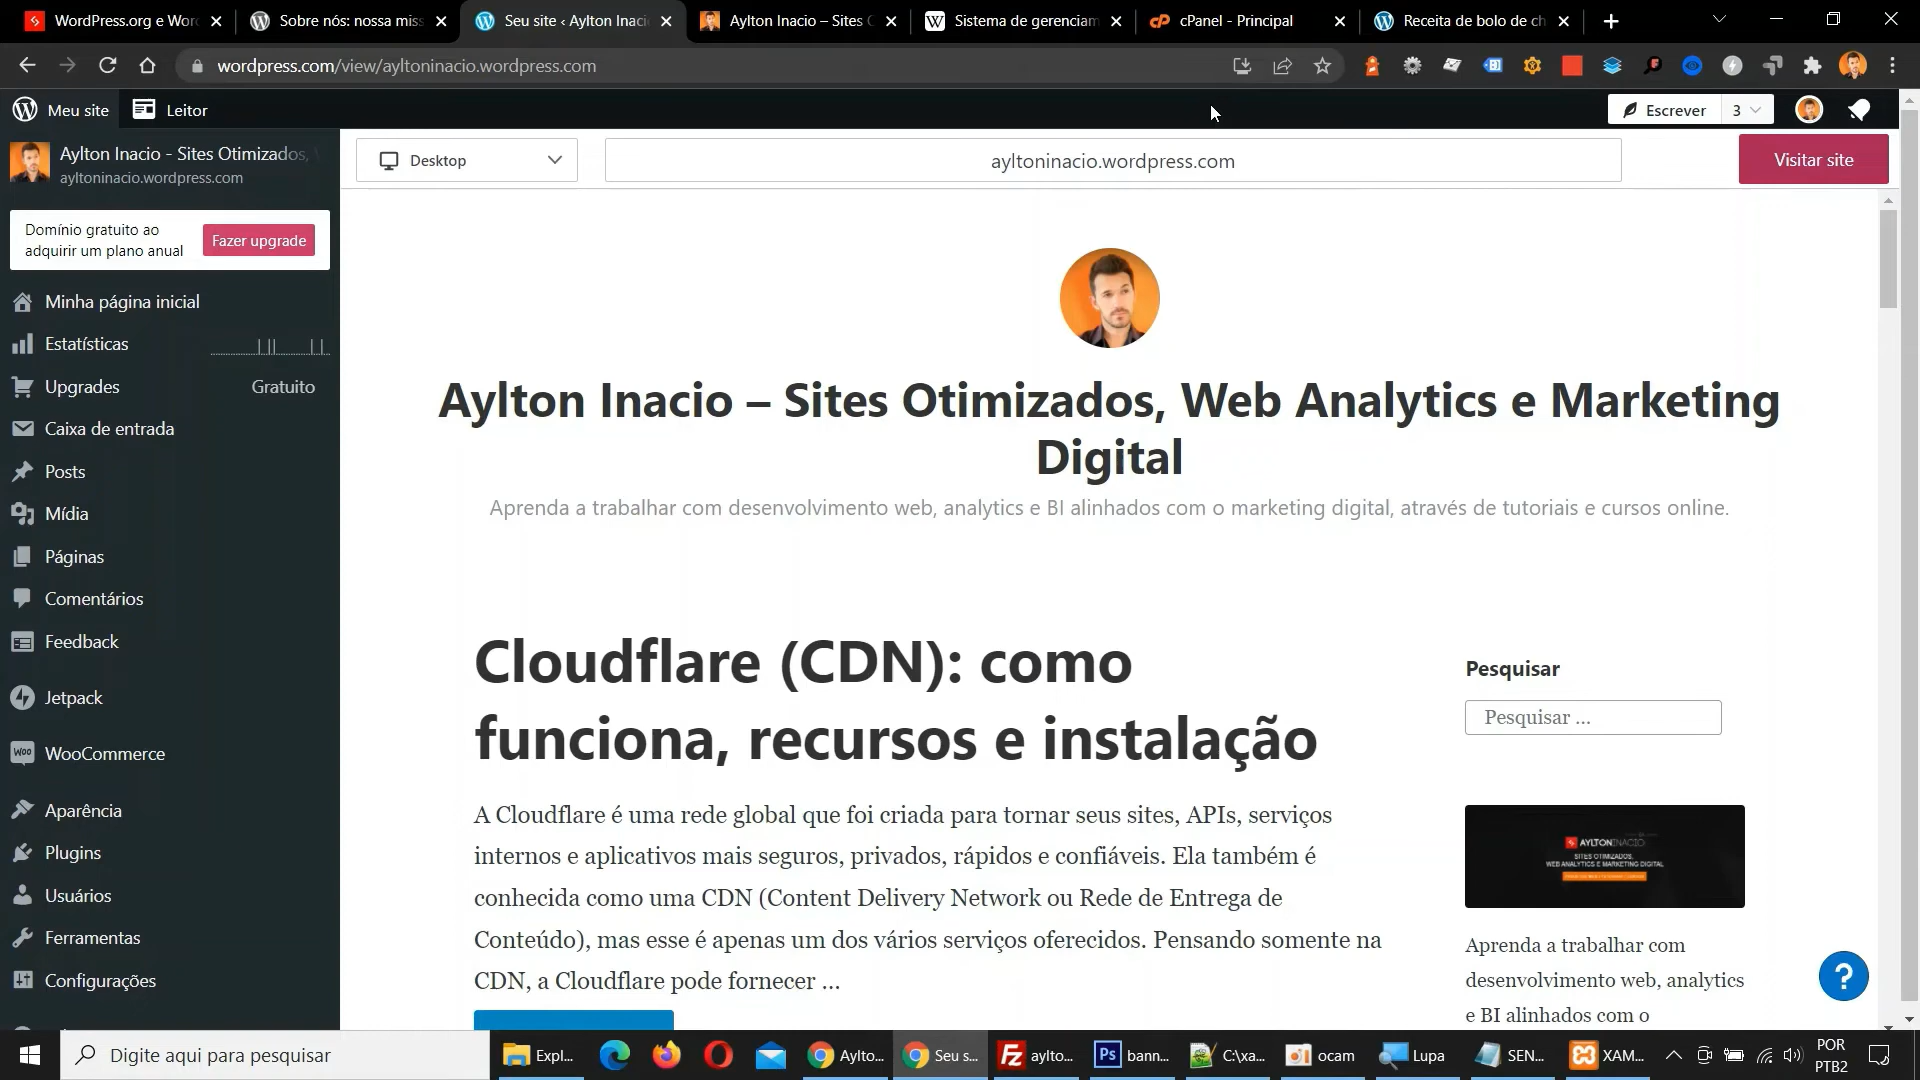 WordPress.org e Wor
Sobre nós: nossa mis
Seu site ‹ Aylton Inaci
Aylton Inacio – Sites
Sistema de gerenciam
cPanel - Principal
Receita de bolo de ch
wordpress.com/view/ayltoninacio.wordpress.com
Meu site
Leitor
Escrever
3
Aylton Inacio - Sites Otimizados,
ayltoninacio.wordpress.com
Desktop
ayltoninacio.wordpress.com
Visitar site
Domínio gratuito ao
adquirir um plano anual
Fazer upgrade
Minha página inicial
Estatísticas
Upgrades
Gratuito
Caixa de entrada
Posts
Mídia
Páginas
Comentários
Feedback
Jetpack
WooCommerce
Aparência
Plugins
Usuários
Ferramentas
Configurações
Aylton Inacio – Sites Otimizados, Web Analytics e Marketing
Digital
Aprenda a trabalhar com desenvolvimento web, analytics e BI alinhados com o marketing digital, através de tutoriais e cursos online.
Cloudflare (CDN): como
funciona, recursos e instalação
A Cloudflare é uma rede global que foi criada para tornar seus sites, APIs, serviços
internos e aplicativos mais seguros, privados, rápidos e confiáveis. Ela também é
conhecida como uma CDN (Content Delivery Network ou Rede de Entrega de
Conteúdo), mas esse é apenas um dos vários serviços oferecidos. Pensando somente na
CDN, a Cloudflare pode fornecer ...
Pesquisar
Pesquisar ...
AYLTONINACIO
SITES OTIMIZADOS,
WEB ANALYTICS E MARKETING DIGITAL
Aprenda a trabalhar com
desenvolvimento web, analytics
e BI alinhados com o
?
Digite aqui para pesquisar
Expl...
Aylto...
Seu s...
aylto...
bann...
C:\xa...
ocam
Lupa
SEN...
XAM...
POR
PTB2